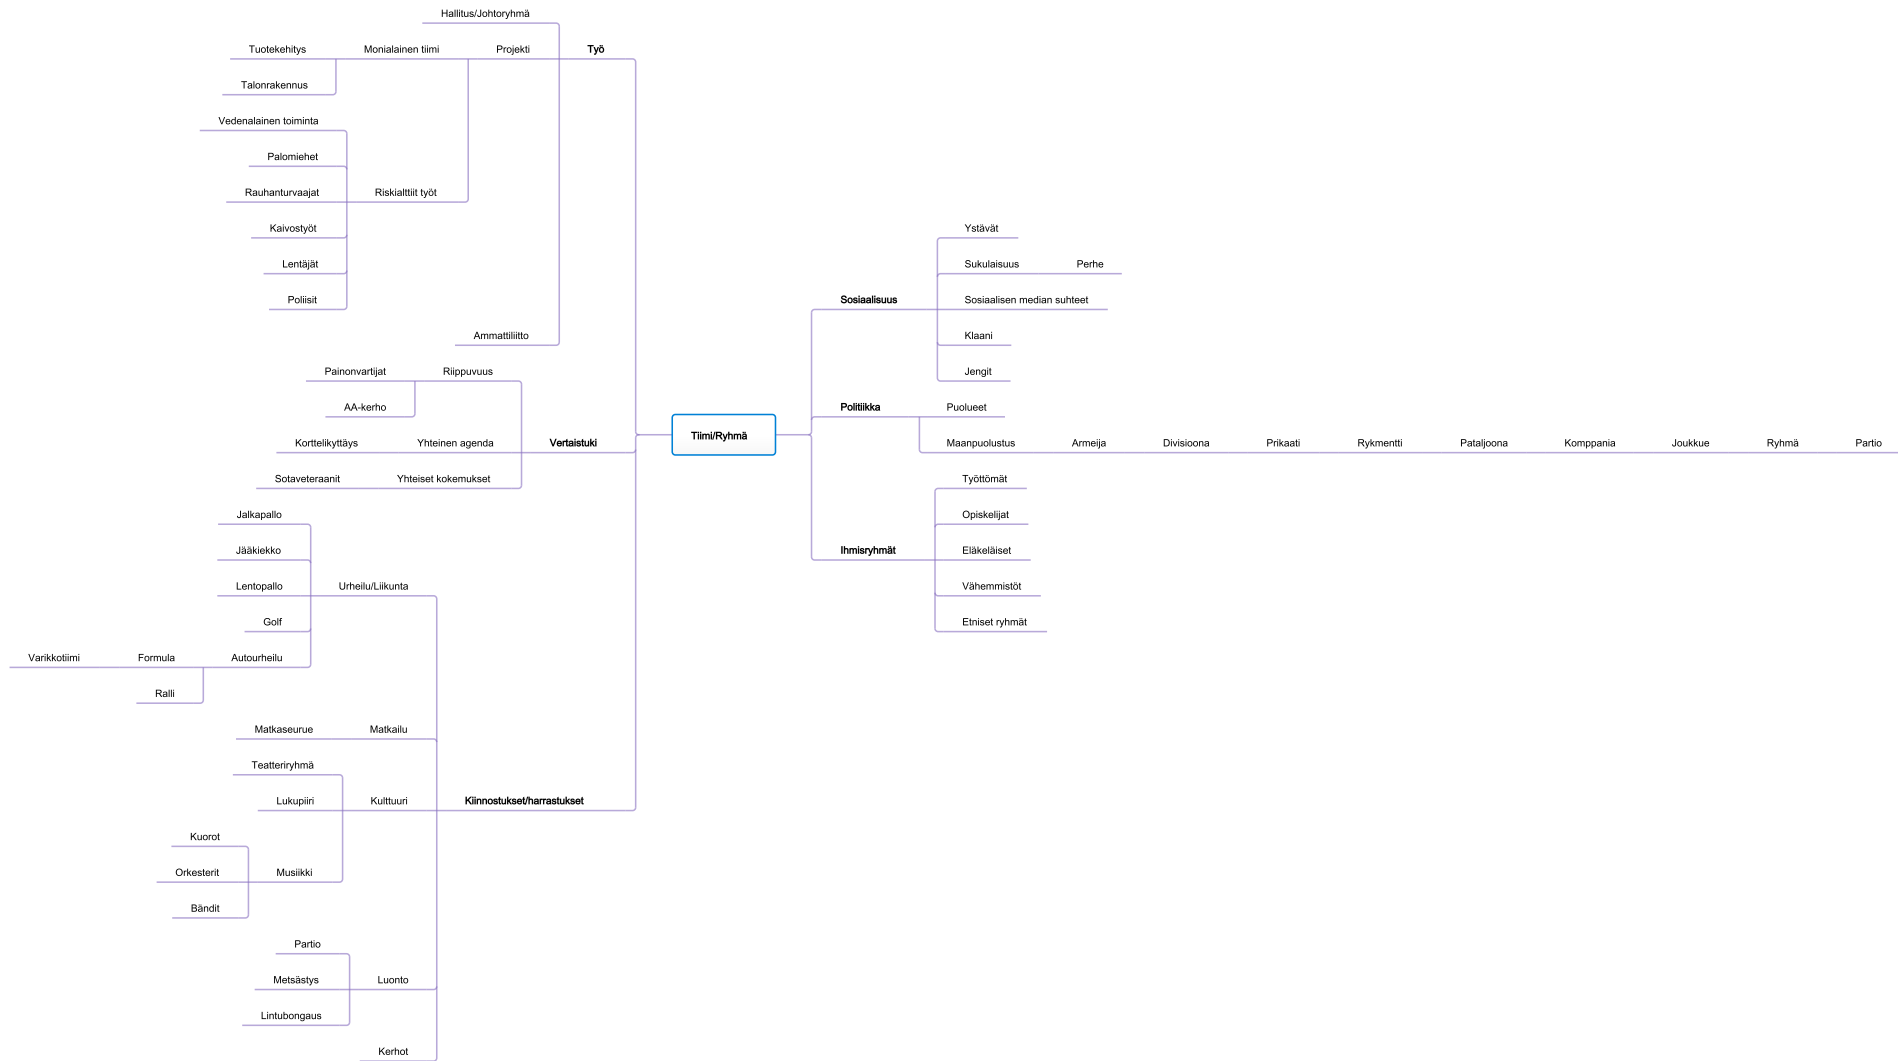 Hallitus/Johtoryhmä
Tuotekehitys Monialainen tiimi Projekti Työ
Talonrakennus
Vedenalainen toiminta
Palomiehet
Rauhanturvaajat Riskialttiit työt
Kaivostyöt
Lentäjät
Poliisit
Ammattiliitto
Painonvartijat Riippuvuus
AA-kerho
Korttelikyttäys Yhteinen agenda Vertaistuki
Sotaveteraanit Yhteiset kokemukset
Jalkapallo
Jääkiekko
Lentopallo Urheilu/Liikunta
Golf
Varikkotiimi Formula Autourheilu
Ralli
Matkaseurue Matkailu
Teatteriryhmä
Lukupiiri Kulttuuri Kiinnostukset/harrastukset
Kuorot
Orkesterit Musiikki
Bändit
Partio
Metsästys Luonto
Lintubongaus
Kerhot
Tiimi/Ryhmä
Ystävät
Sukulaisuus Perhe
Sosiaalisuus Sosiaalisen median suhteet
Klaani
Jengit
Politiikka Puolueet
Maanpuolustus Armeija Divisioona Prikaati Rykmentti Pataljoona Komppania Joukkue Ryhmä Partio
Työttömät
Opiskelijat
Ihmisryhmät Eläkeläiset
Vähemmistöt
Etniset ryhmät